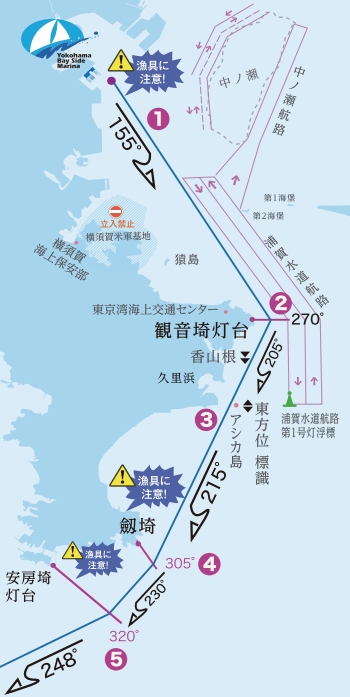 Yokohama
Bay Side
Marina
漁具に
注意!
中ノ瀬
中ノ瀬航路
1
155°
第1海堡
第2海堡
立入禁止
横須賀米軍基地
横須賀
海上保安部
猿島
浦賀水道航路
東京湾海上交通センター
2
観音埼灯台
270°
205°
香山根
久里浜
3
アシカ島
東方位 標識
浦賀水道航路
第1号灯浮標
215°
漁具に
注意!
劔埼
漁具に
注意!
305°
4
安房埼
灯台
230°
320°
5
248°